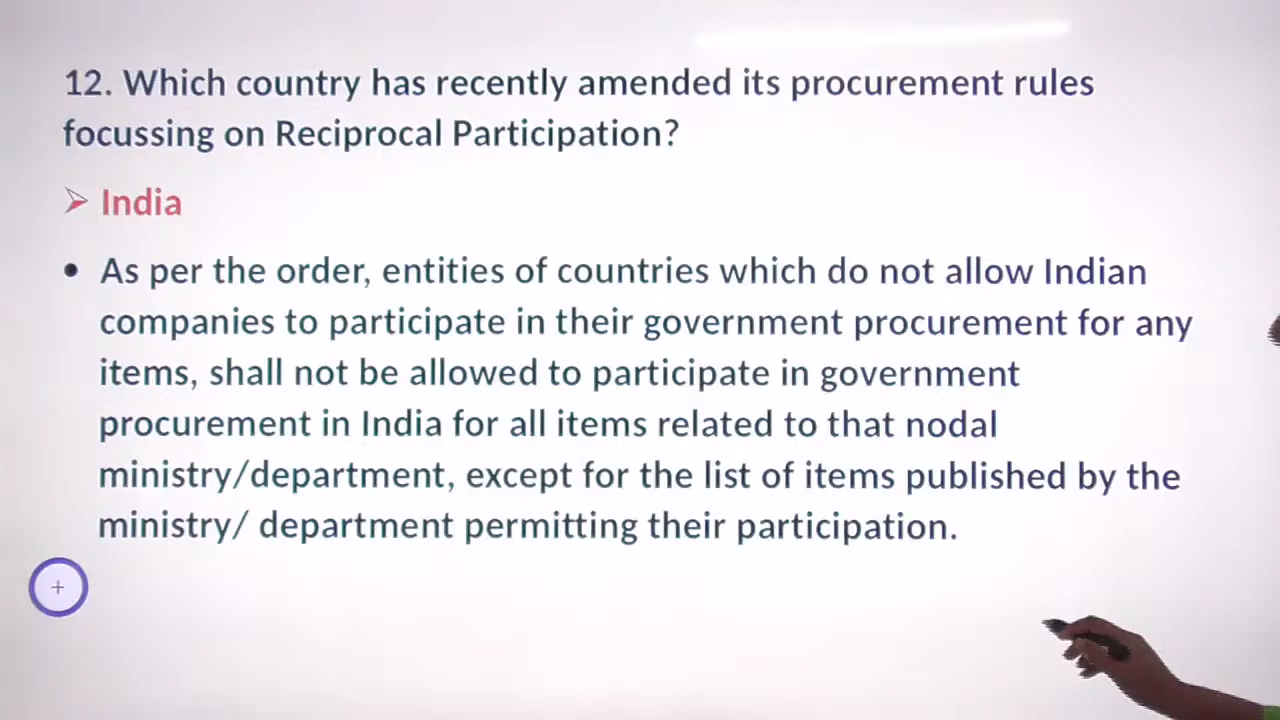 12. Which country has recently amended its procurement rules
focussing on Reciprocal Participation?
➢ India
• As per the order, entities of countries which do not allow Indian
companies to participate in their government procurement for any
items, shall not be allowed to participate in government
procurement in India for all items related to that nodal
ministry/department, except for the list of items published by the
ministry/ department permitting their participation.